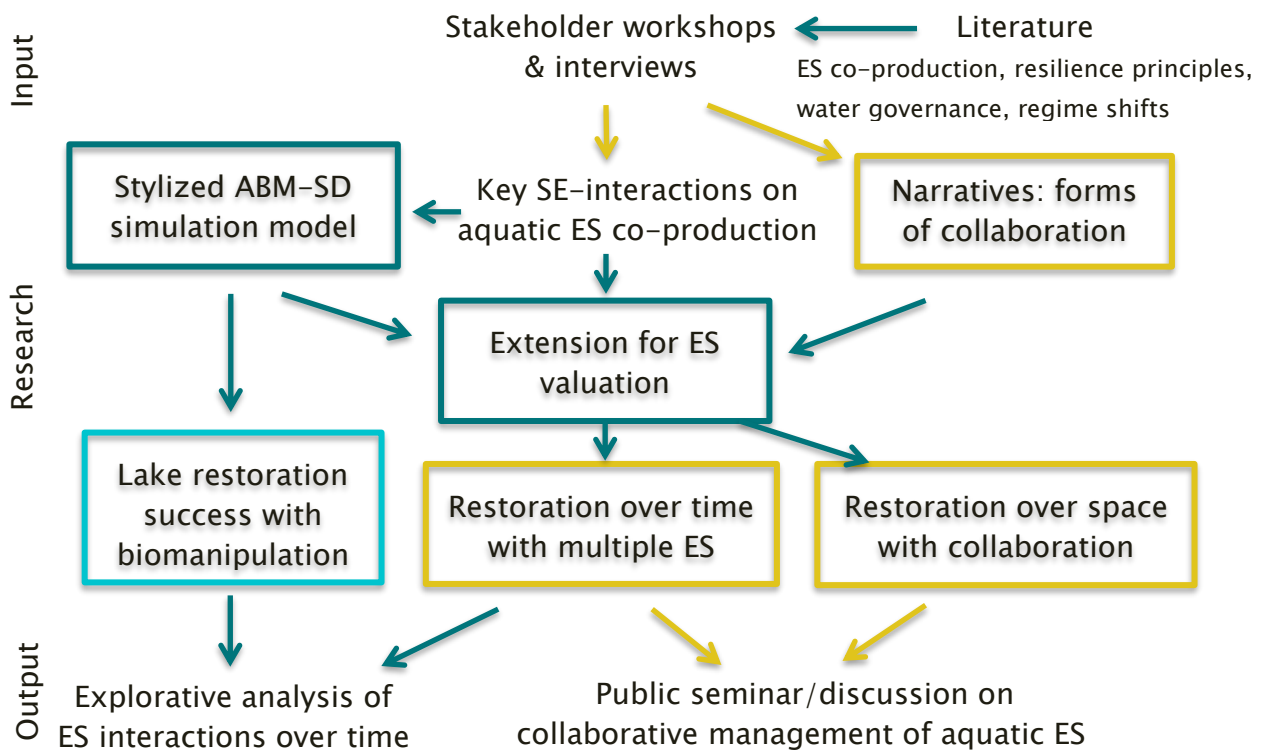 Input
Stakeholder workshops
& interviews
Literature
ES co-production, resilience principles,
water governance, regime shifts
Research
Stylized ABM-SD
simulation model
Key SE-interactions on
aquatic ES co-production
Narratives: forms
of collaboration
Extension for ES
valuation
Lake restoration
success with
biomanipulation
Restoration over time
with multiple ES
Restoration over space
with collaboration
Output
Explorative analysis of
ES interactions over time
Public seminar/discussion on
collaborative management of aquatic ES